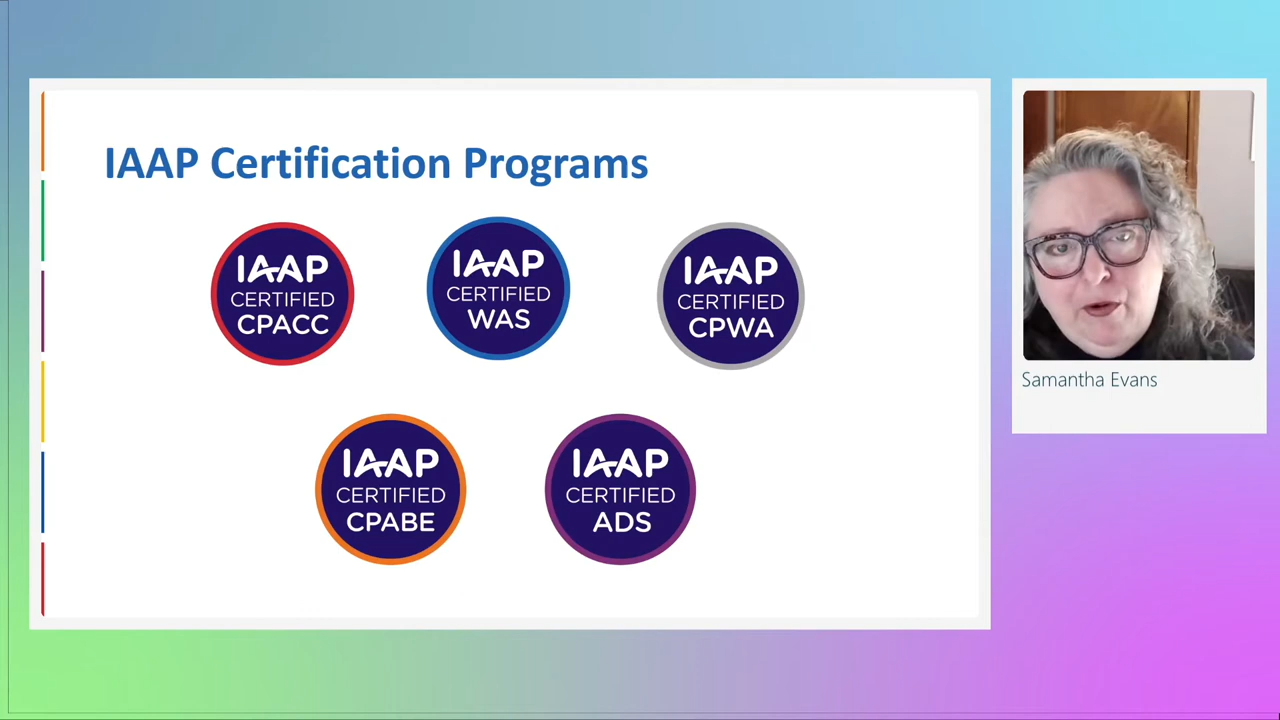 IAAP Certification Programs
IAAP
CERTIFIED
CPACC
IAAP
CERTIFIED
WAS
IAAP
CERTIFIED
CPWA
IAAP
CERTIFIED
CPABE
IAAP
CERTIFIED
ADS
Samantha Evans